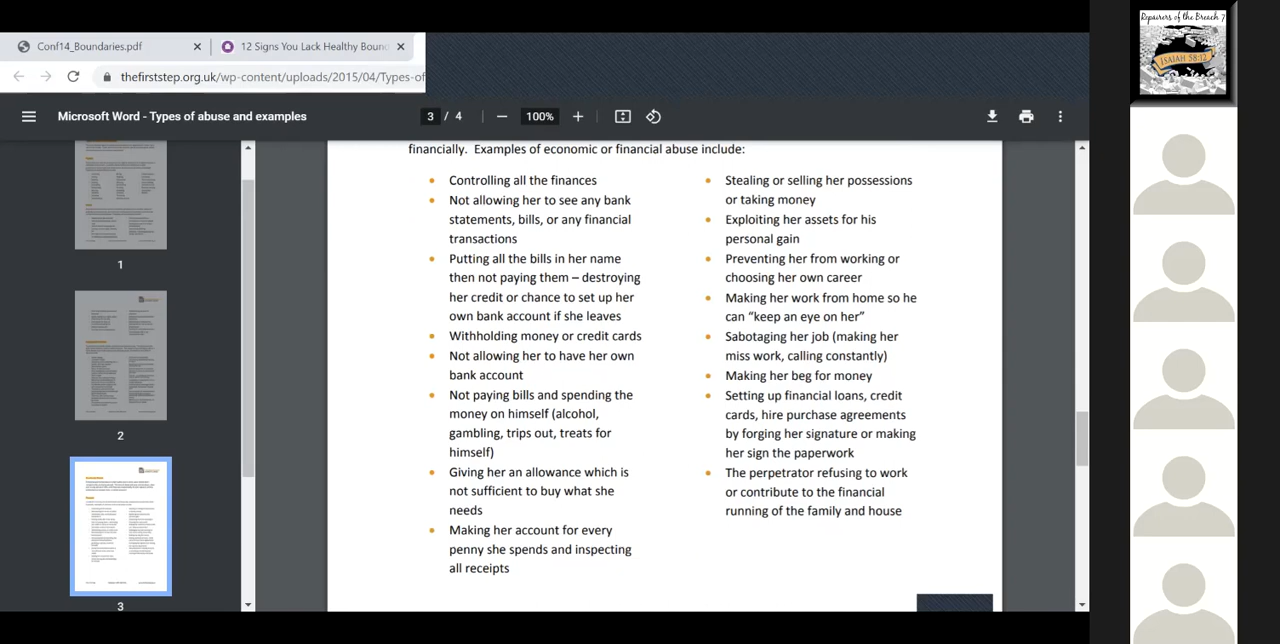 Conf14_Boundaries.pdf
12 Signs You Lack Healthy Boun
thefirststep.org.uk/wp-content/uploads/2015/04/Types-of
Microsoft Word - Types of abuse and examples
3 / 4
100%
1
2
3
financially. Examples of economic or financial abuse include:
Controlling all the finances
Not allowing her to see any bank
statements, bills, or any financial
transactions
Putting all the bills in her name
then not paying them – destroying
her credit or chance to set up her
own bank account if she leaves
Withholding money or credit cards
Not allowing her to have her own
bank account
Not paying bills and spending the
money on himself (alcohol,
gambling, trips out, treats for
himself)
Giving her an allowance which is
not sufficient to buy what she
needs
Making her account for every
penny she spends and inspecting
all receipts
Stealing or selling her possessions
or taking money
Exploiting her assets for his
personal gain
Preventing her from working or
choosing her own career
Making her work from home so he
can “keep an eye on her”
Sabotaging her job (making her
miss work, calling constantly)
Making her beg for money
Setting up financial loans, credit
cards, hire purchase agreements
by forging her signature or making
her sign the paperwork
The perpetrator refusing to work
or contribute to the financial
running of the family and house
Repairers of the Breach 7
ISAIAH 58:12